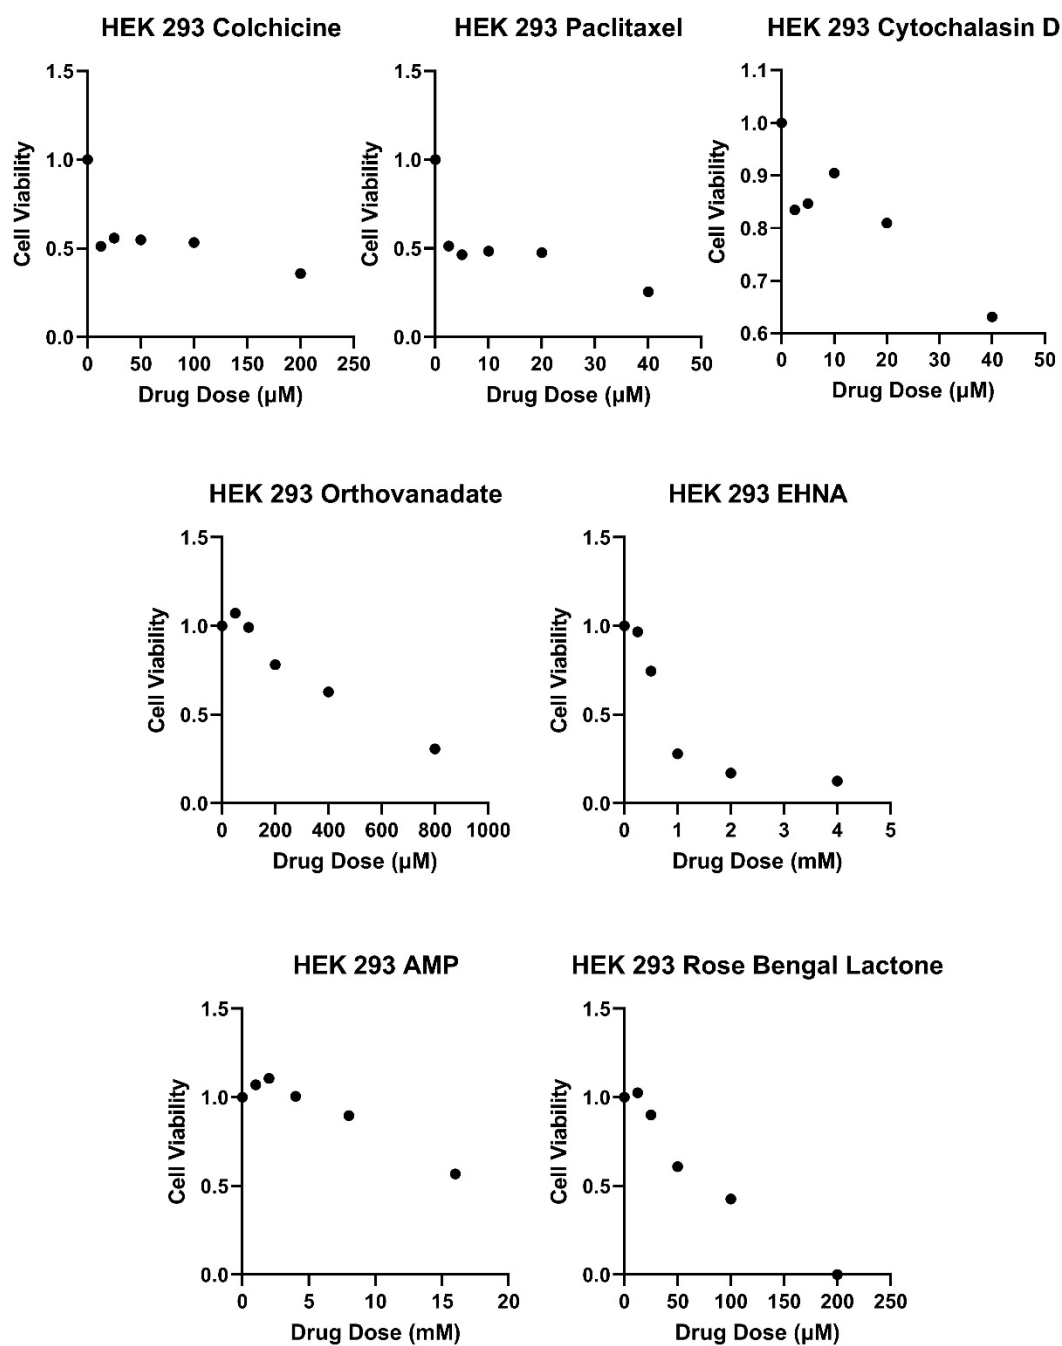 HEK 293 Colchicine
1.5
1.0
0.5
0.0
Cell Viability
0 50 100 150 200 250
Drug Dose (µM)
HEK 293 Paclitaxel
1.5
1.0
0.5
0.0
Cell Viability
0 10 20 30 40 50
Drug Dose (µM)
HEK 293 Cytochalasin D
1.1
1.0
0.9
0.8
0.7
0.6
Cell Viability
0 10 20 30 40 50
Drug Dose (µM)
HEK 293 Orthovanadate
1.5
1.0
0.5
0.0
Cell Viability
0 200 400 600 800 1000
Drug Dose (µM)
HEK 293 EHNA
1.5
1.0
0.5
0.0
Cell Viability
0 1 2 3 4 5
Drug Dose (mM)
HEK 293 AMP
1.5
1.0
0.5
0.0
Cell Viability
0 5 10 15 20
Drug Dose (mM)
HEK 293 Rose Bengal Lactone
1.5
1.0
0.5
0.0
Cell Viability
0 50 100 150 200 250
Drug Dose (µM)